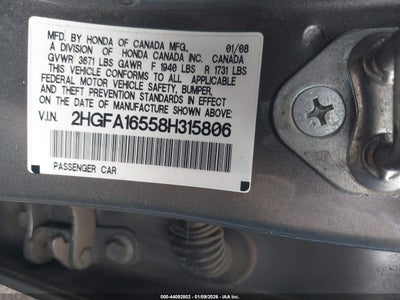 MFD. BY HONDA OF CANADA MFG. 01/08
A DIVISION OF HONDA CANADA INC. CANADA
GVWR 3671 LBS GAWR F 1940 LBS R 1731 LBS
THIS VEHICLE CONFORMS TO ALL APPLICABLE
FEDERAL MOTOR VEHICLE SAFETY, BUMPER,
AND THEFT PREVENTION STANDARDS IN EFFECT
ON THE DATE OF MANUFACTURE SHOWN ABOVE:
V.I.N. 2HGFA16558H315806
PASSENGER CAR
000-44092002 - 01/09/2026 - IAA Inc.